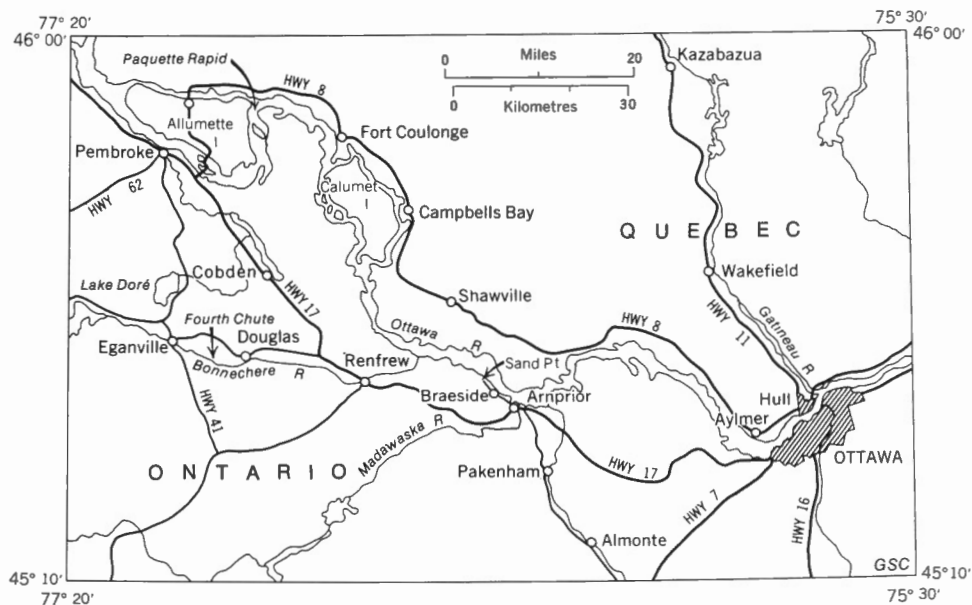 77° 20′
75° 30′
46° 00′
46° 00′
Kazabazua
Paquette Rapid
HWY 8
0 Miles 20
0 Kilometres 30
Allumette
I
Fort Coulonge
Pembroke
HWY 62
Calumet
I
Campbells Bay
QUEBEC
Wakefield
Cobden
Lake Doré
HWY 17
Shawville
Fourth Chute
Ottawa R
HWY 8
HWY 11
Gatineau R
Eganville
Douglas
Bonnechere R
Renfrew
Sand Pt
Braeside
Arnprior
Hull
Aylmer
HWY 41
Madawaska R
OTTAWA
ONTARIO
Pakenham
HWY 17
HWY 7
HWY 16
Almonte
GSC
45° 10′
45° 10′
77° 20′
75° 30′